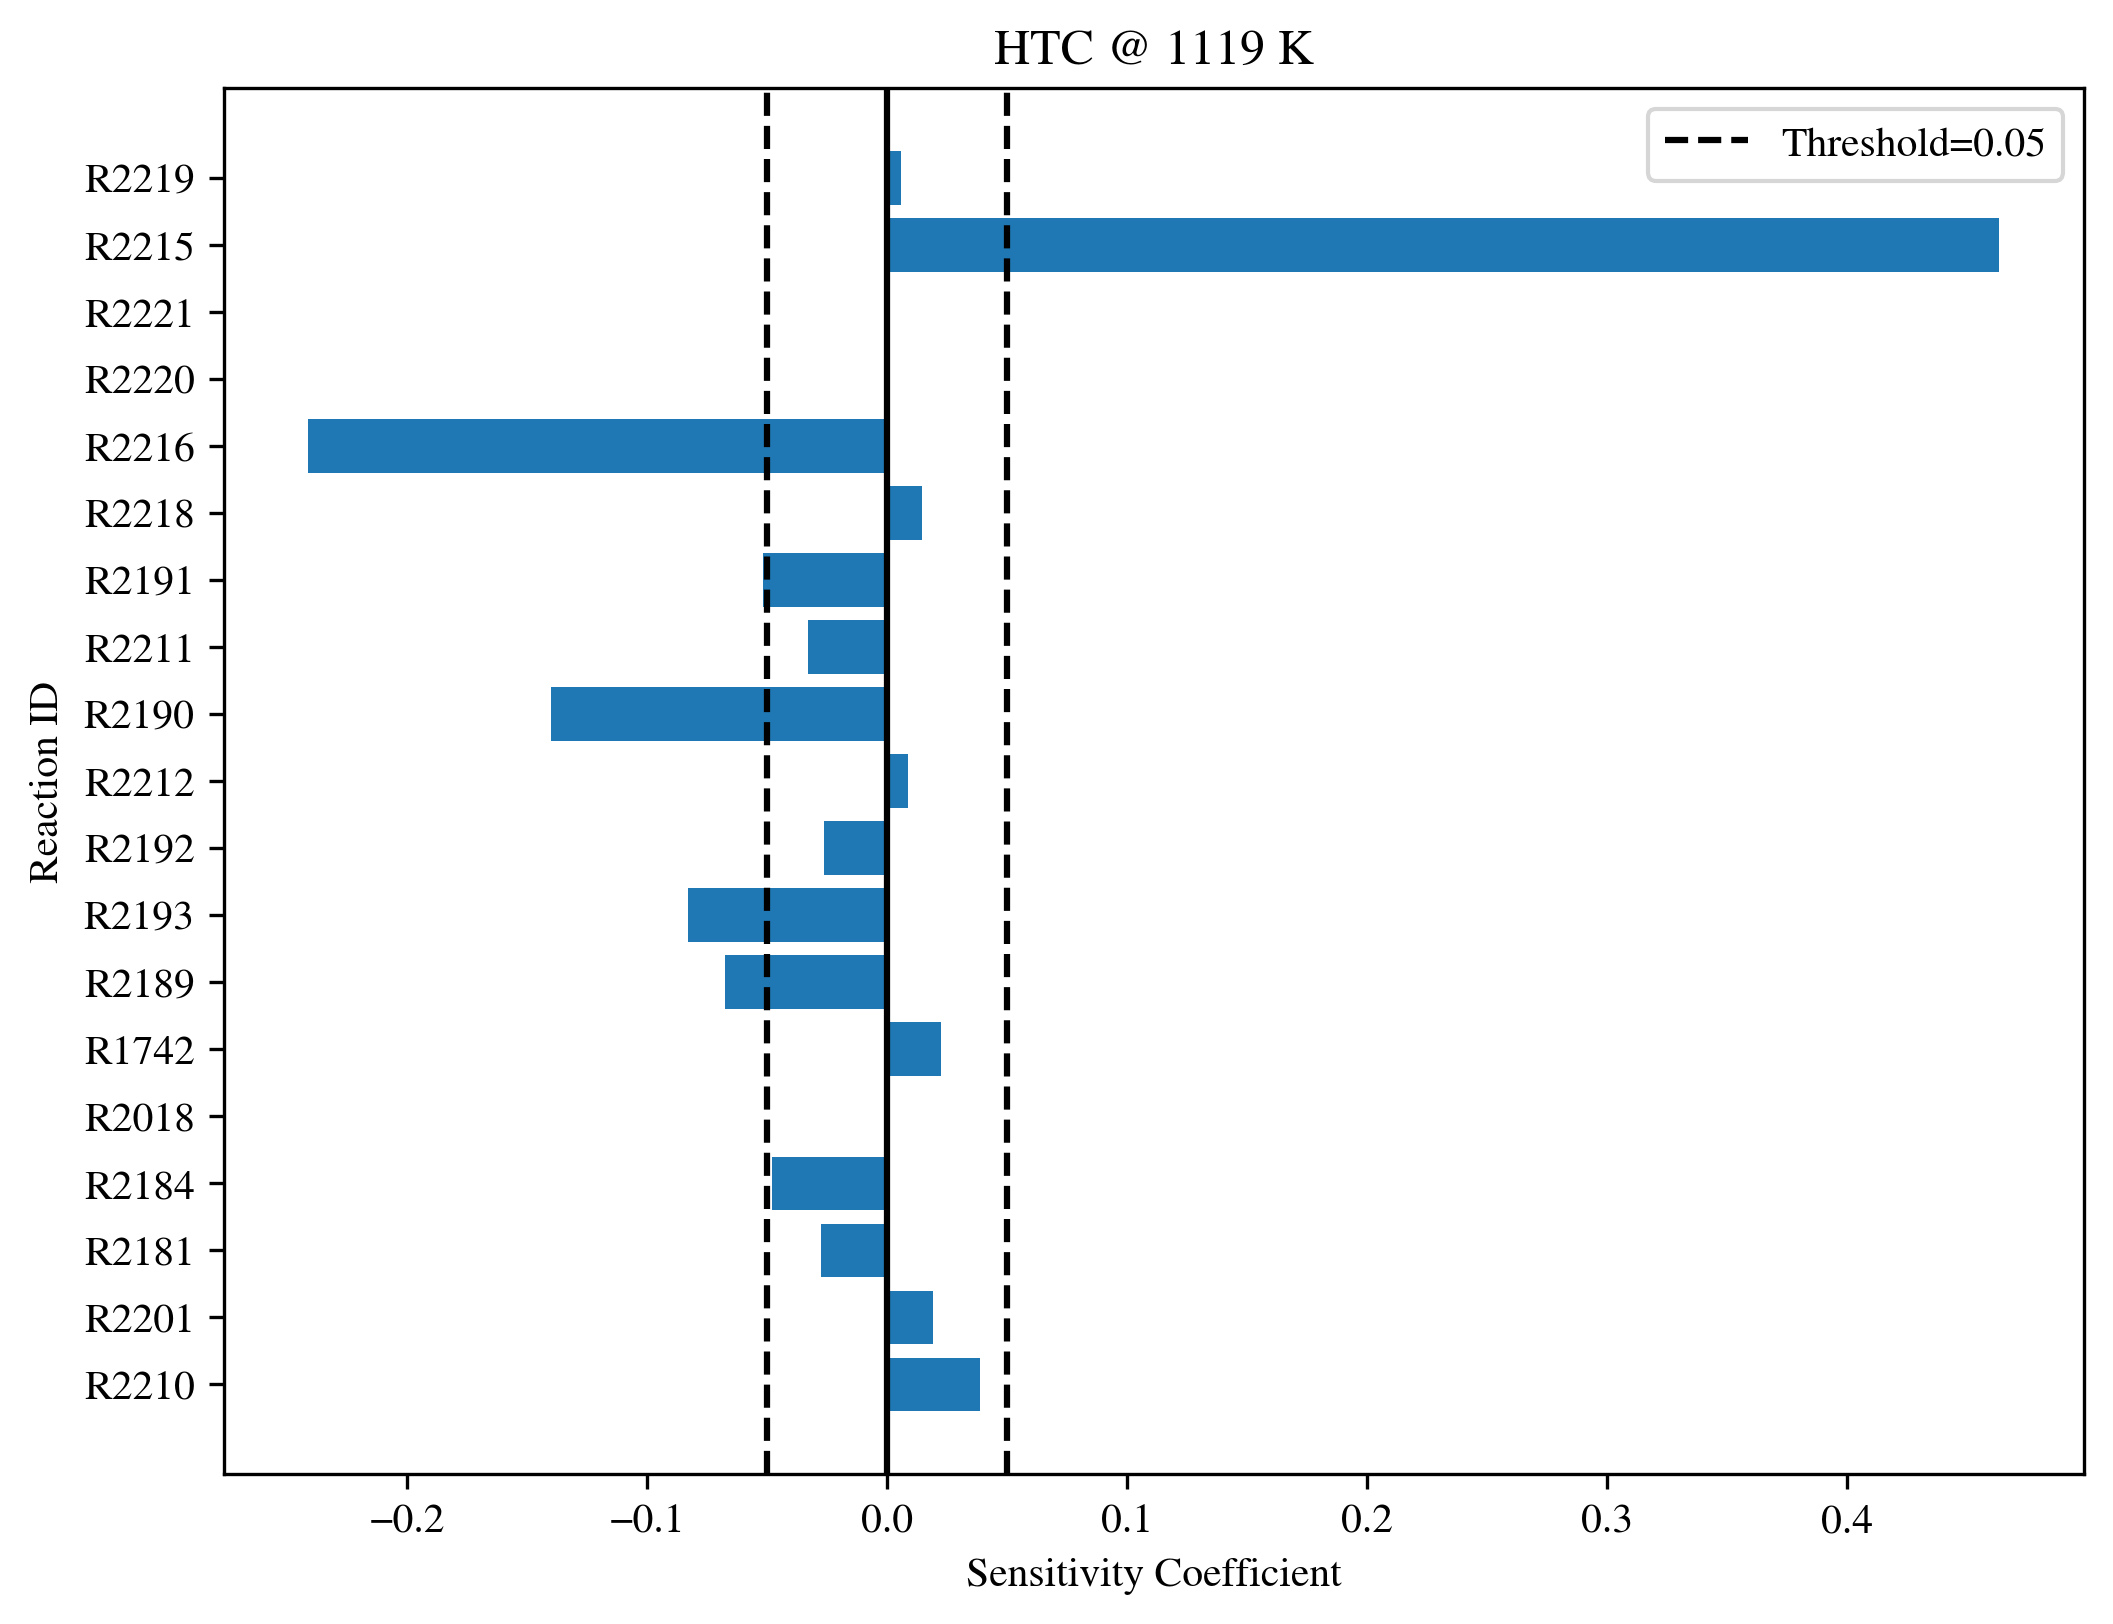 HTC @ 1119 K
Threshold=0.05
R2219
R2215
R2221
R2220
R2216
R2218
R2191
R2211
R2190
R2212
R2192
R2193
R2189
R1742
R2018
R2184
R2181
R2201
R2210
Reaction ID
−0.2 −0.1 0.0 0.1 0.2 0.3 0.4
Sensitivity Coefficient